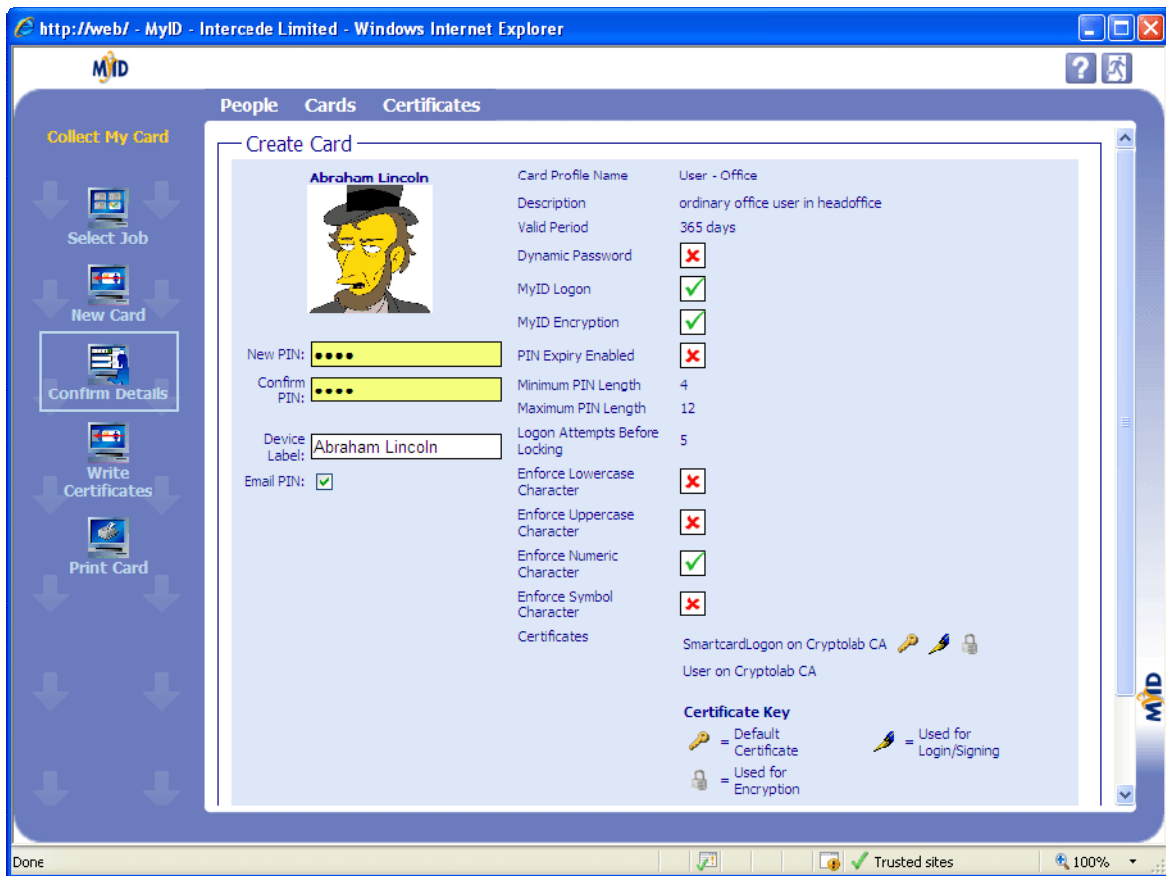 http://web/ - MyID - Intercede Limited - Windows Internet Explorer
MyID
People Cards Certificates
Collect My Card
Select Job
New Card
Confirm Details
Write
Certificates
Print Card
Create Card
Abraham Lincoln
New PIN: ••••
Confirm
PIN: ••••
Device
Label: Abraham Lincoln
Email PIN:
Card Profile Name User - Office
Description ordinary office user in headoffice
Valid Period 365 days
Dynamic Password
MyID Logon
MyID Encryption
PIN Expiry Enabled
Minimum PIN Length 4
Maximum PIN Length 12
Logon Attempts Before
Locking 5
Enforce Lowercase
Character
Enforce Uppercase
Character
Enforce Numeric
Character
Enforce Symbol
Character
Certificates SmartcardLogon on Cryptolab CA
User on Cryptolab CA
Certificate Key
= Default
Certificate
= Used for
Login/Signing
= Used for
Encryption
MyID
Done Trusted sites 100%